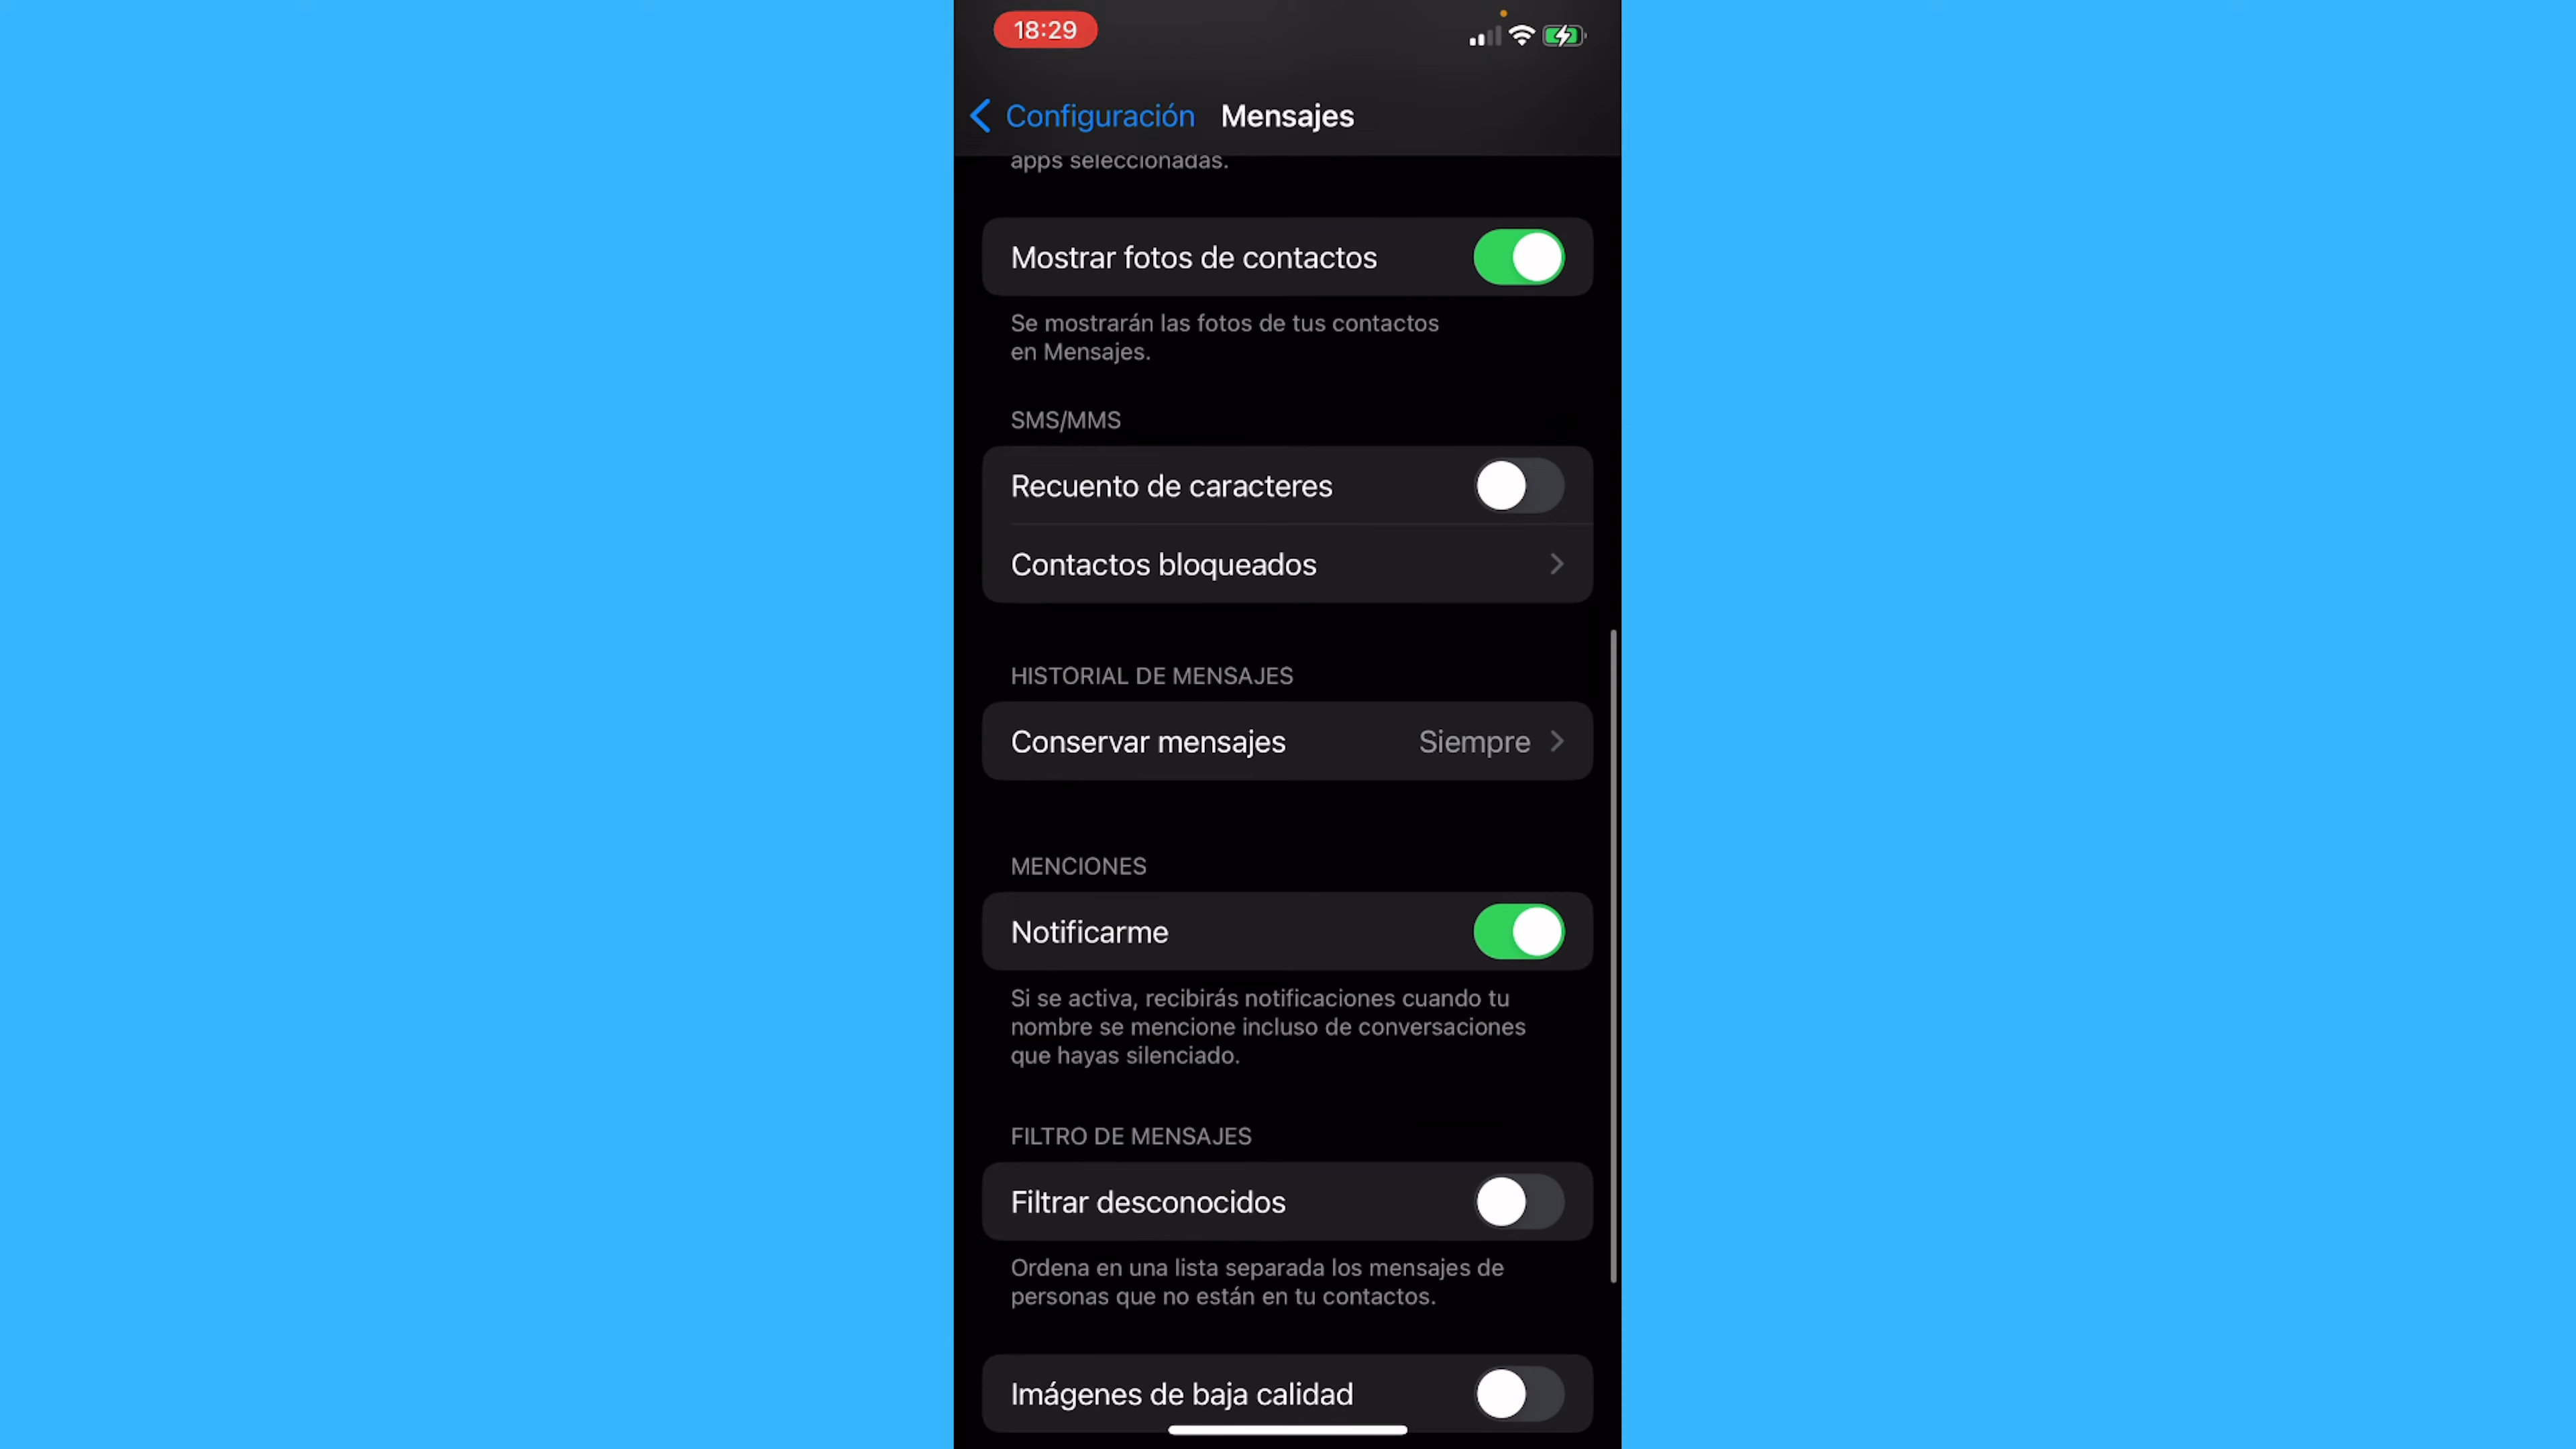 18:29
Configuración
Mensajes
apps seleccionadas.
Mostrar fotos de contactos
Se mostrarán las fotos de tus contactos
en Mensajes.
SMS/MMS
Recuento de caracteres
Contactos bloqueados
HISTORIAL DE MENSAJES
Conservar mensajes Siempre
MENCIONES
Notificarme
Si se activa, recibirás notificaciones cuando tu
nombre se mencione incluso de conversaciones
que hayas silenciado.
FILTRO DE MENSAJES
Filtrar desconocidos
Ordena en una lista separada los mensajes de
personas que no están en tu contactos.
Imágenes de baja calidad